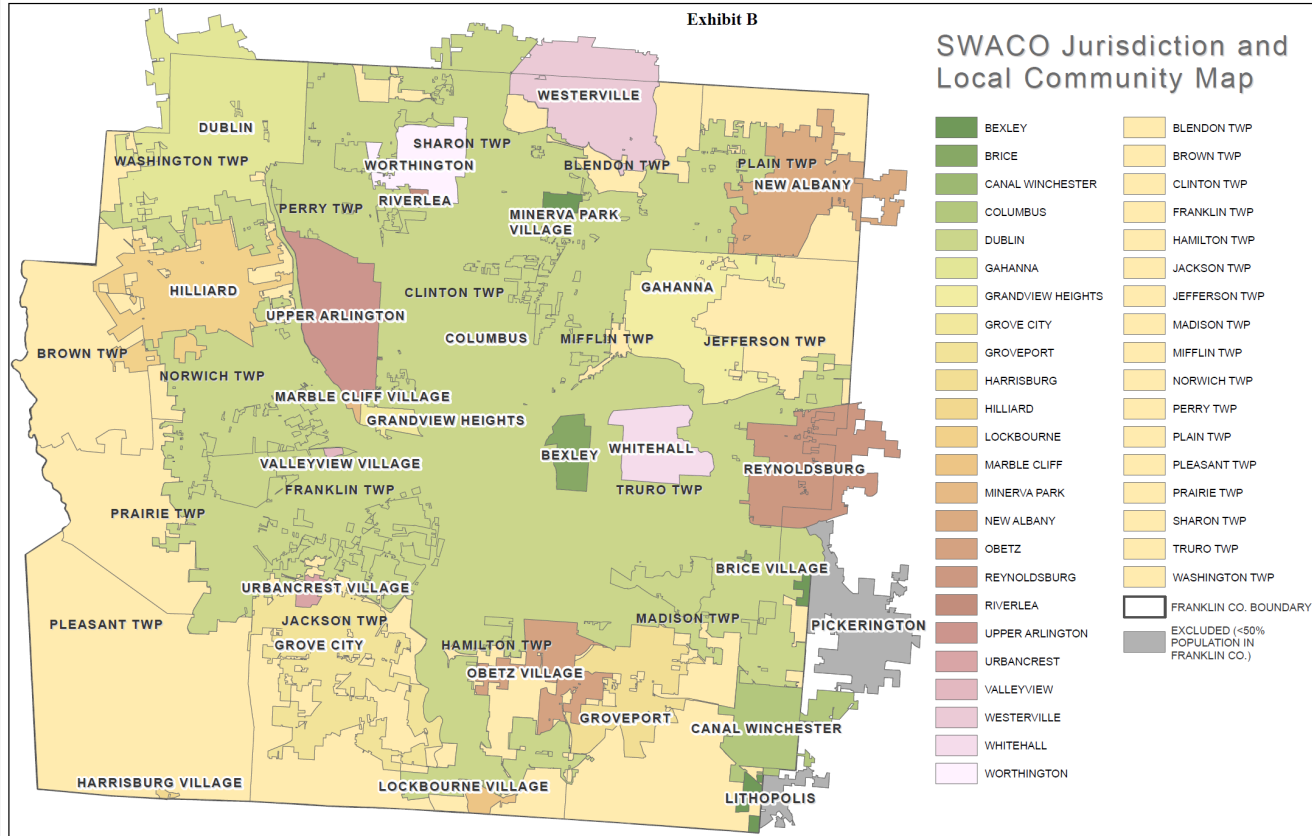 Exhibit B
SWACO Jurisdiction and
Local Community Map
WESTERVILLE
DUBLIN
SHARON TWP
WASHINGTON TWP
WORTHINGTON
BLENDON TWP
PLAIN TWP
NEW ALBANY
RIVERLEA
PERRY TWP
MINERVA PARK
VILLAGE
HILLIARD
CLINTON TWP
GAHANNA
UPPER ARLINGTON
COLUMBUS
MIFFLIN TWP
JEFFERSON TWP
BROWN TWP
NORWICH TWP
MARBLE CLIFF VILLAGE
GRANDVIEW HEIGHTS
BEXLEY
WHITEHALL
VALLEYVIEW VILLAGE
REYNOLDSBURG
FRANKLIN TWP
TRURO TWP
PRAIRIE TWP
BRICE VILLAGE
URBANCREST VILLAGE
PLEASANT TWP
JACKSON TWP
MADISON TWP
PICKERINGTON
GROVE CITY
HAMILTON TWP
OBETZ VILLAGE
GROVEPORT
CANAL WINCHESTER
HARRISBURG VILLAGE
LOCKBOURNE VILLAGE
LITHOPOLIS
BEXLEY
BRICE
CANAL WINCHESTER
COLUMBUS
DUBLIN
GAHANNA
GRANDVIEW HEIGHTS
GROVE CITY
GROVEPORT
HARRISBURG
HILLIARD
LOCKBOURNE
MARBLE CLIFF
MINERVA PARK
NEW ALBANY
OBETZ
REYNOLDSBURG
RIVERLEA
UPPER ARLINGTON
URBANCREST
VALLEYVIEW
WESTERVILLE
WHITEHALL
WORTHINGTON
BLENDON TWP
BROWN TWP
CLINTON TWP
FRANKLIN TWP
HAMILTON TWP
JACKSON TWP
JEFFERSON TWP
MADISON TWP
MIFFLIN TWP
NORWICH TWP
PERRY TWP
PLAIN TWP
PLEASANT TWP
PRAIRIE TWP
SHARON TWP
TRURO TWP
WASHINGTON TWP
FRANKLIN CO. BOUNDARY
EXCLUDED (<50%
POPULATION IN
FRANKLIN CO.)